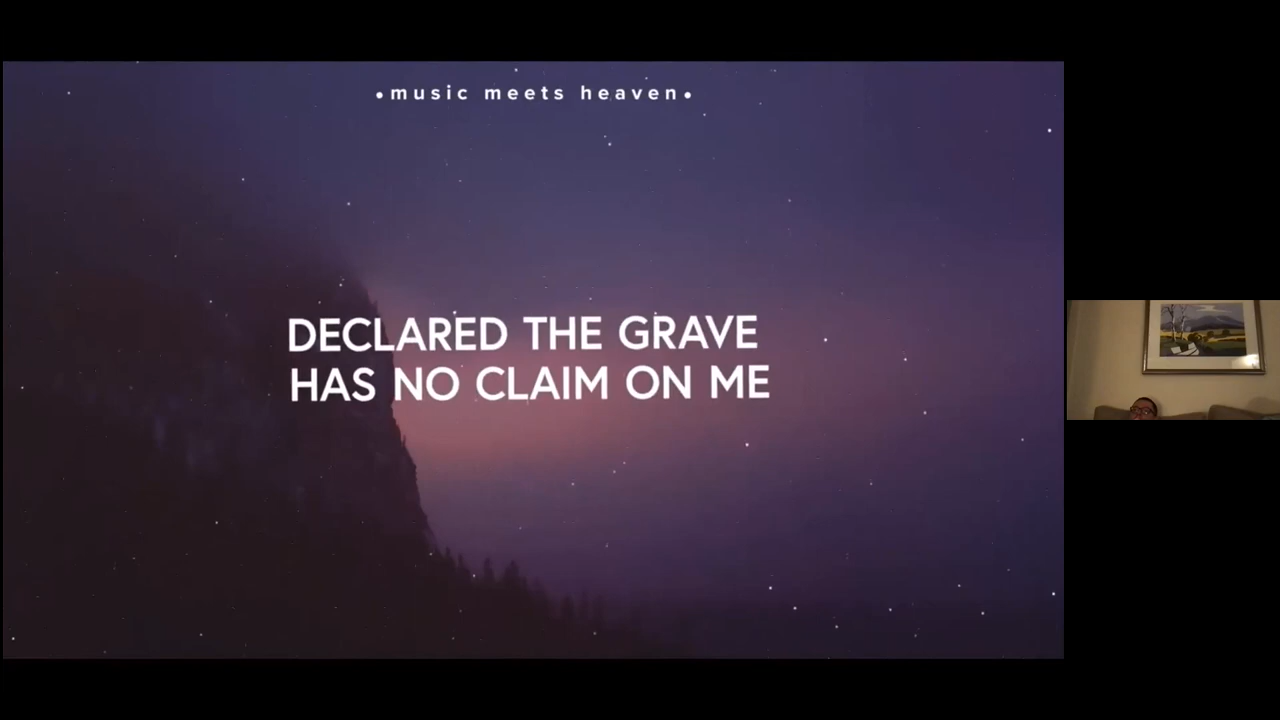 •music meets heaven•
DECLARED THE GRAVE
HAS NO CLAIM ON ME